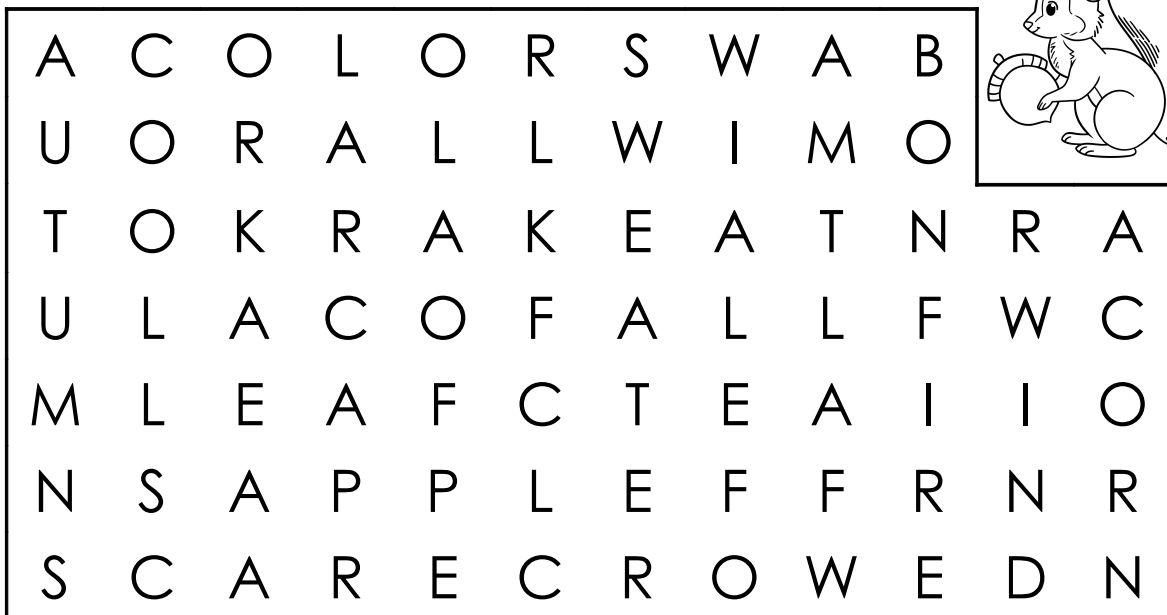 A C O L O R S W A B
U O R A L L W I M O
T O K R A K E A T N R A
U L A C O F A L L F W C
M L E A F C T E A I I O
N S A P P L E F F R N R
S C A R E C R O W E D N